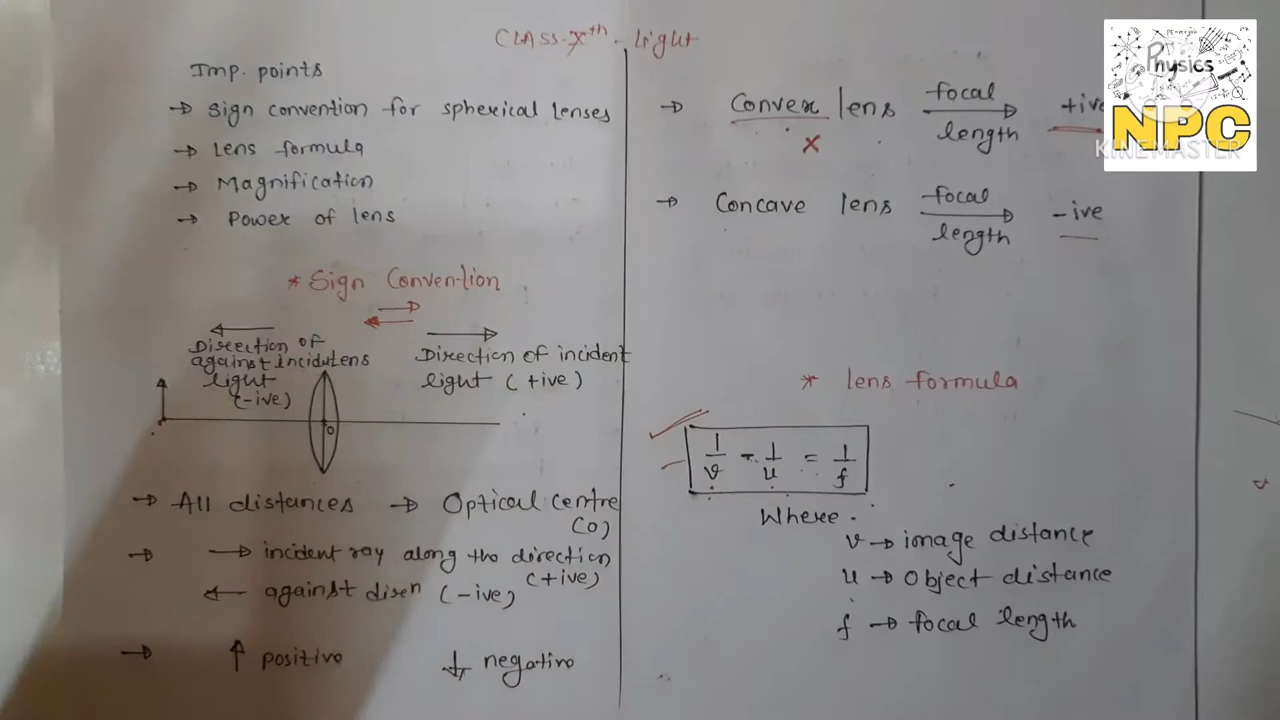 CLASS-Xth - Light
Imp. points
→ Sign convention for spherical lenses
→ Lens formula
→ Magnification
→ Power of lens
* Sign Convention
Direction of
against incid
light
(-ive)
lens
Direction of incident
light (+ive)
O
→ All distances → Optical centre
(O)
→ → incident ray along the direction
(+ive)
← against diren (-ive)
→ ↑ positive ↓ negative
→ Convex lens focal length → +ive
x
→ Concave lens focal length → -ive
* lens formula
1/v - 1/u = 1/f
Where
v → image distance
u → Object distance
f → focal length
Physics
NPC
KINEMASTER